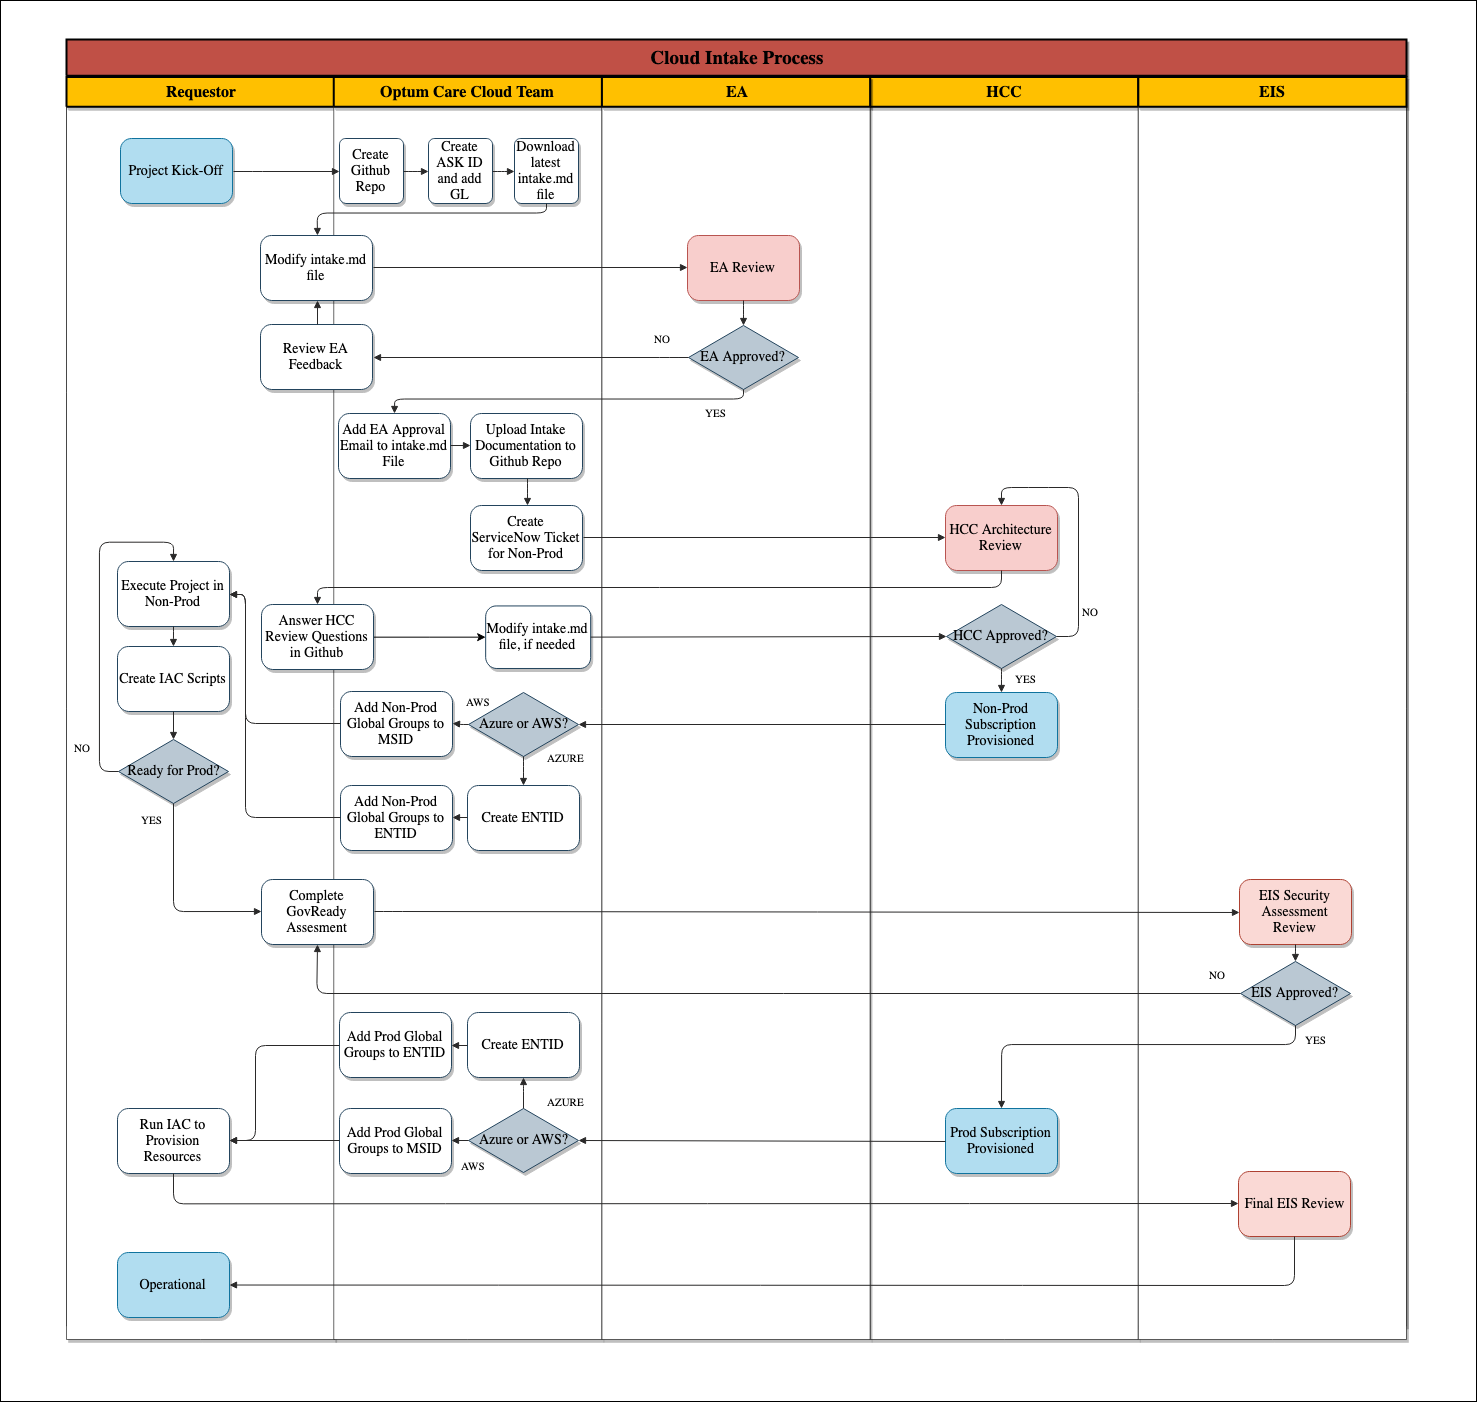 Cloud Intake Process
Requestor
Optum Care Cloud Team
EA
HCC
EIS
Project Kick-Off
Create
Github
Repo
Create
ASK ID
and add
GL
Download
latest
intake.md
file
Modify intake.md
file
EA Review
Review EA
Feedback
NO
EA Approved?
YES
Add EA Approval
Email to intake.md
File
Upload Intake
Documentation to
Github Repo
Create
ServiceNow Ticket
for Non-Prod
HCC Architecture
Review
Execute Project in
Non-Prod
Answer HCC
Review Questions
in Github
Modify intake.md
file, if needed
HCC Approved?
NO
YES
Create IAC Scripts
Add Non-Prod
Global Groups to
MSID
AWS
Azure or AWS?
AZURE
Non-Prod
Subscription
Provisioned
NO
Ready for Prod?
YES
Add Non-Prod
Global Groups to
ENTID
Create ENTID
Complete
GovReady
Assesment
EIS Security
Assessment
Review
NO
EIS Approved?
YES
Add Prod Global
Groups to ENTID
Create ENTID
AZURE
Run IAC to
Provision
Resources
Add Prod Global
Groups to MSID
Azure or AWS?
AWS
Prod Subscription
Provisioned
Final EIS Review
Operational